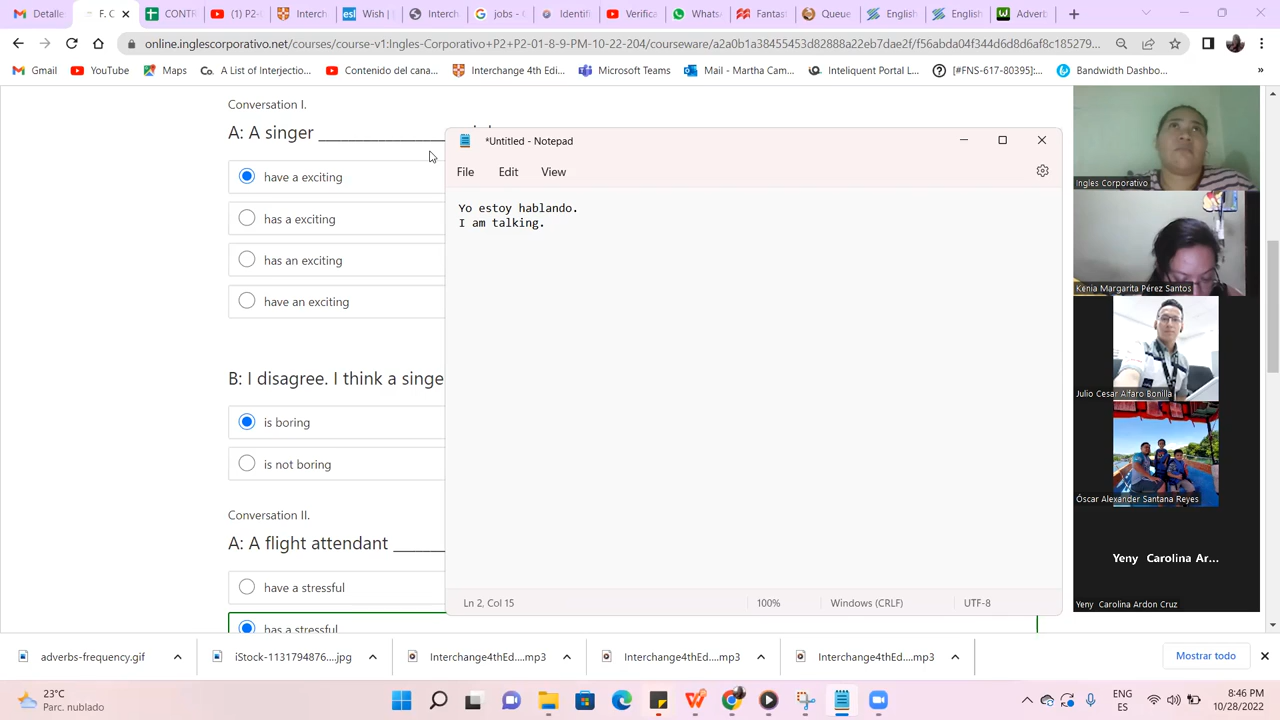 Detalle
F. C
CONTR
(1) P2-
Interch
Wish |
Interch
jobs - G
Identifi
Verifica
Whats
Fantast
Que
English
English
Adverb
online.inglescorporativo.net/courses/course-v1:Ingles-Corporativo+P2P2-01-8-9-PM-10-22-204/courseware/a2a0b1a38455453d82888a22eb7dae2f/f56abda04f344d6d8d6af8c185279...
Gmail
YouTube
Maps
A List of Interjectio...
Contenido del cana...
Interchange 4th Edi...
Microsoft Teams
Mail - Martha Cam...
Inteliquent Portal L...
[#FNS-617-80395]:...
Bandwidth Dashbo...
»
Conversation I.
A: A singer ____________
have a exciting
has a exciting
has an exciting
have an exciting
B: I disagree. I think a singe
is boring
is not boring
Conversation II.
A: A flight attendant _____
have a stressful
has a stressful
*Untitled - Notepad
File Edit View
Yo estoy hablando.
I am talking.
Ln 2, Col 15 100% Windows (CRLF) UTF-8
Ingles Corporativo
Kenia Margarita Pérez Santos
Julio Cesar Alfaro Bonilla
Óscar Alexander Santana Reyes
Yeny Carolina Ar...
Yeny Carolina Ardon Cruz
adverbs-frequency.gif
iStock-1131794876....jpg
Interchange4thEd....mp3
Interchange4thEd....mp3
Interchange4thEd....mp3
Mostrar todo
23°C
Parc. nublado
ENG
ES
8:46 PM
10/28/2022